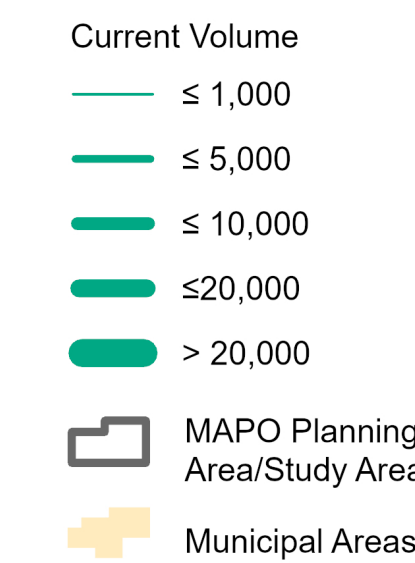 Current Volume
≤ 1,000
≤ 5,000
≤ 10,000
≤20,000
> 20,000
MAPO Planning
Area/Study Area
Municipal Areas